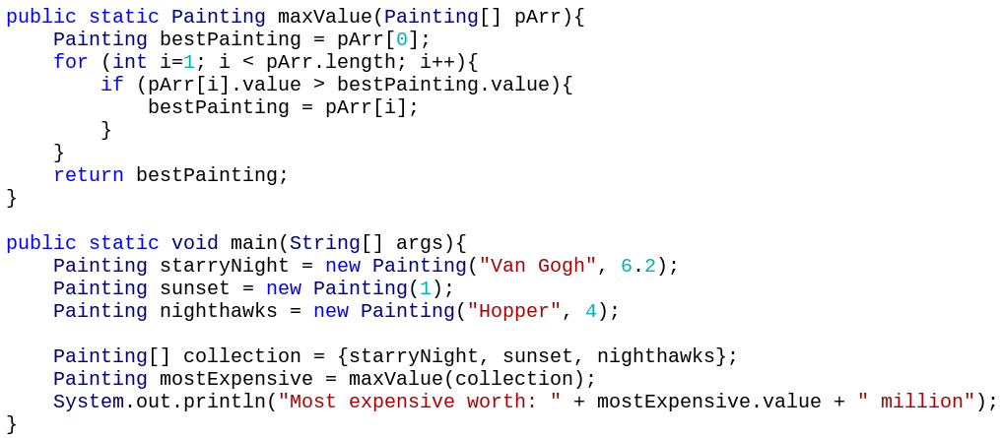 public static Painting maxValue(Painting[] pArr){
    Painting bestPainting = pArr[0];
    for (int i=1; i < pArr.length; i++){
        if (pArr[i].value > bestPainting.value){
            bestPainting = pArr[i];
        }
    }
    return bestPainting;
}

public static void main(String[] args){
    Painting starryNight = new Painting("Van Gogh", 6.2);
    Painting sunset = new Painting(1);
    Painting nighthawks = new Painting("Hopper", 4);

    Painting[] collection = {starryNight, sunset, nighthawks};
    Painting mostExpensive = maxValue(collection);
    System.out.println("Most expensive worth: " + mostExpensive.value + " million");
}